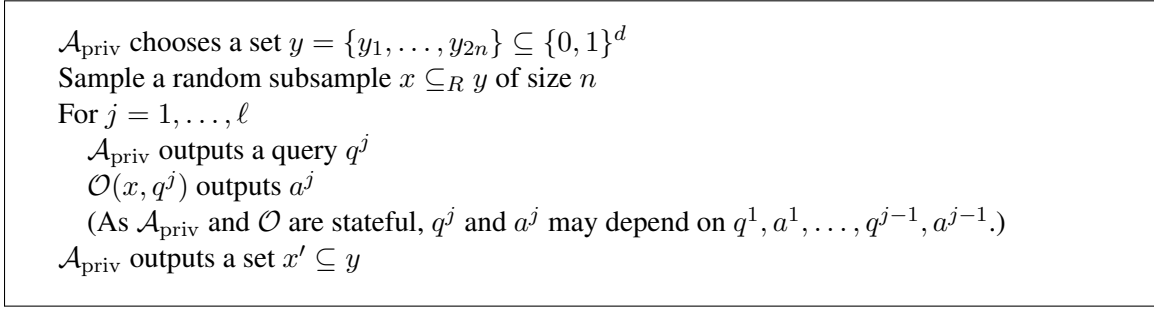 𝒜_priv chooses a set y = {y_1, . . . , y_{2n}} ⊆ {0, 1}^d
Sample a random subsample x ⊆_R y of size n
For j = 1, . . . , ℓ
𝒜_priv outputs a query q^j
𝒪(x, q^j) outputs a^j
(As 𝒜_priv and 𝒪 are stateful, q^j and a^j may depend on q^1, a^1, . . . , q^{j−1}, a^{j−1}.)
𝒜_priv outputs a set x′ ⊆ y